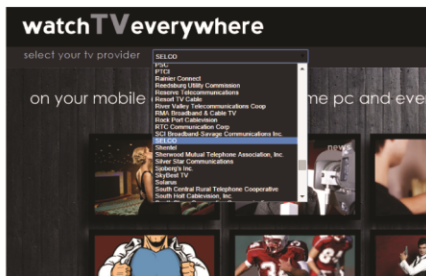 watchTVeverywhere
select your tv provider
SELCO
PSC
PTCI
Rainier Connect
Reedsburg Utility Commission
Reserve Telecommunications
Resort TV Cable
River Valley Telecommunications Coop
RMA Broadband & Cable TV
Rock Port Cablevision
RTC Communication Corp
SCI Broadband-Savage Communications Inc.
SELCO
Shentel
Sherwood Mutual Telephone Association, Inc.
Silver Star Communications
Sjoberg's Inc.
SkyBest TV
Solarus
South Central Rural Telephone Cooperative
South Holt Cablevision, Inc.
on your mobile
me pc and eve
news